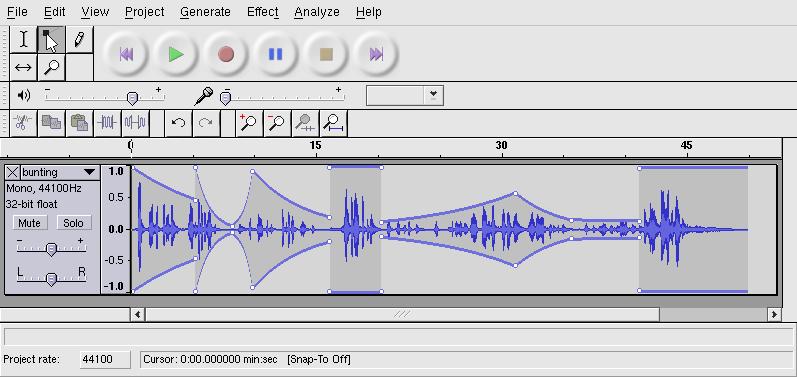 File Edit View Project Generate Effect Analyze Help
- +
- +
0 15 30 45
bunting
Mono, 44100Hz
32-bit float
Mute Solo
- +
L R
1.0
0.5
0.0
-0.5
-1.0
Project rate: 44100 Cursor: 0:00.000000 min:sec [Snap-To Off]